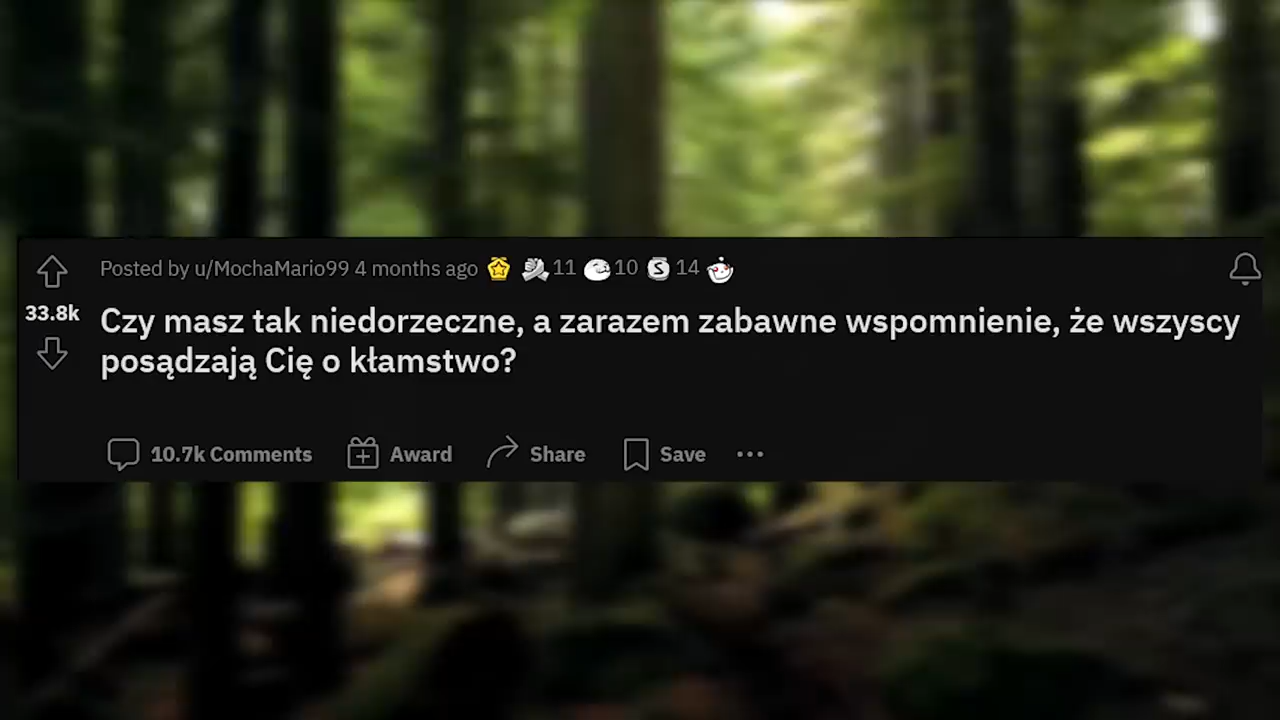 Posted by u/MochaMario99 4 months ago 11 10 S 14
33.8k
Czy masz tak niedorzeczne, a zarazem zabawne wspomnienie, że wszyscy
posądzają Cię o kłamstwo?
10.7k Comments Award Share Save